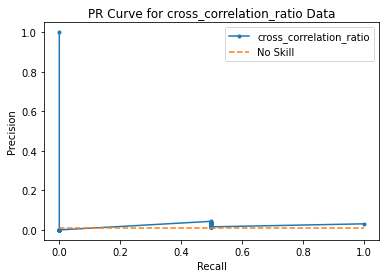 PR Curve for cross_correlation_ratio Data
cross_correlation_ratio
No Skill
Precision
1.0
0.8
0.6
0.4
0.2
0.0
0.0 0.2 0.4 0.6 0.8 1.0
Recall